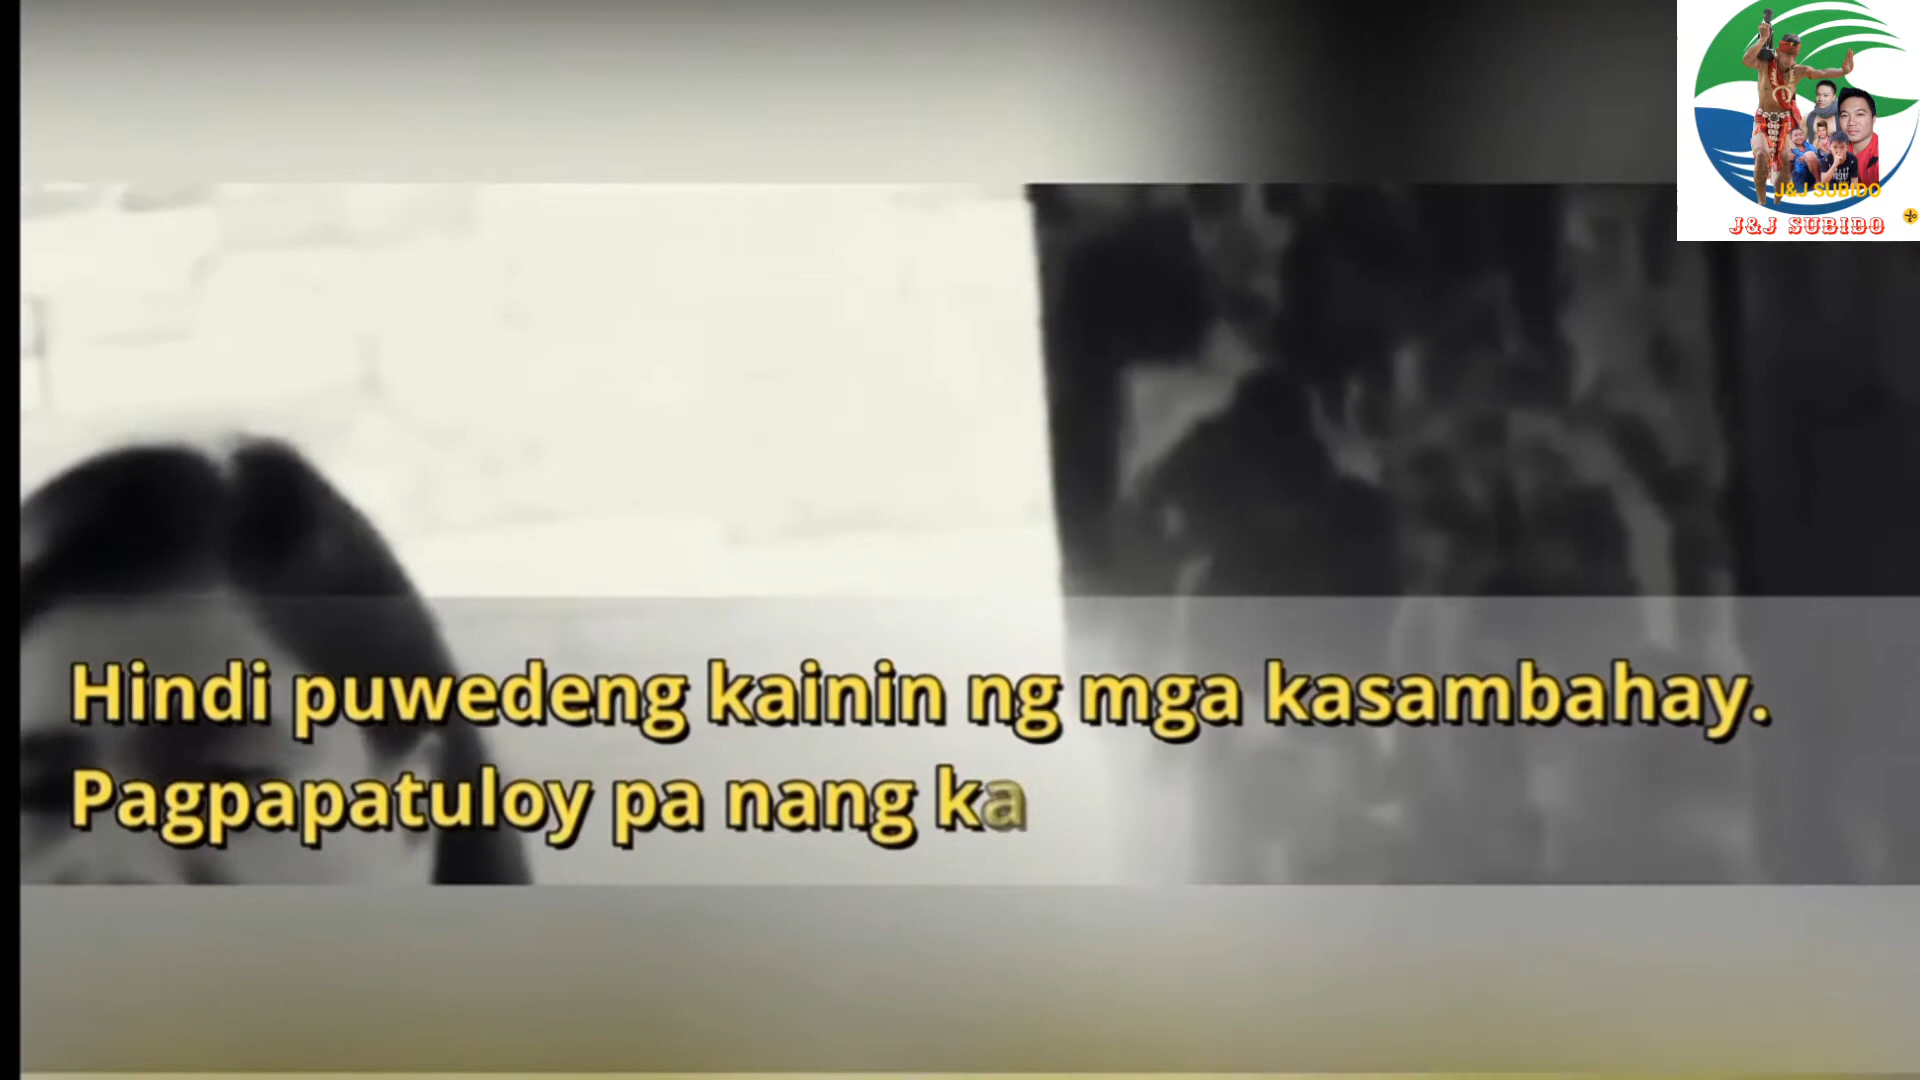 J&J SUBIDO
J&J SUBIDO
Hindi puwedeng kainin ng mga kasambahay.
Pagpapatuloy pa nang ka